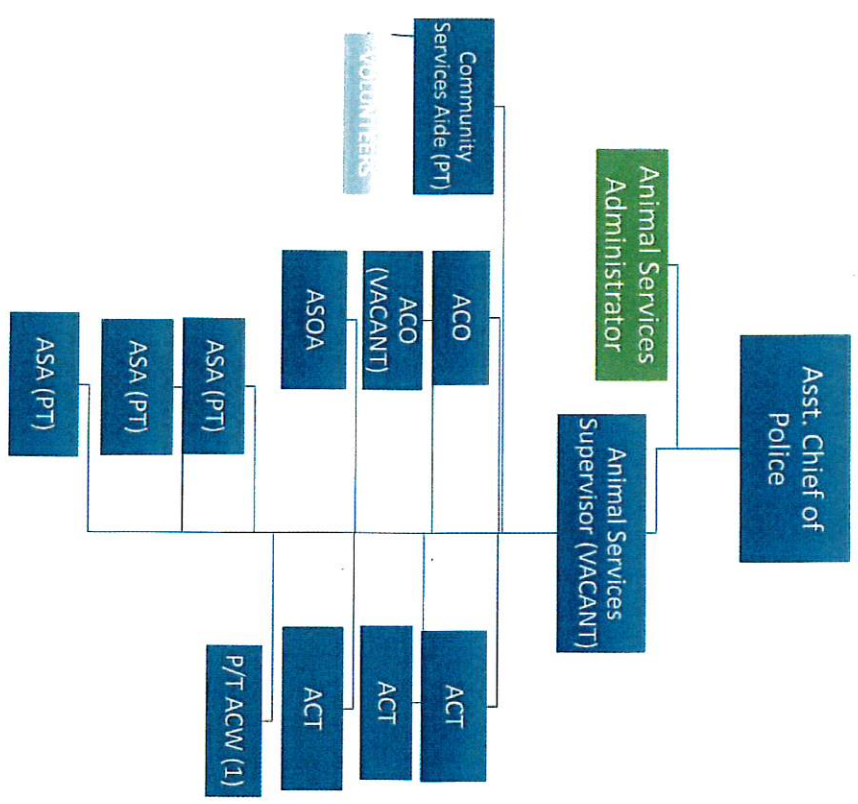 Asst. Chief of
Police
Animal Services
Administrator
Animal Services
Supervisor (VACANT)
Community
Services Aide (PT)
VOLUNTEERS
ACO
ACO
(VACANT)
ASOA
ASA (PT)
ASA (PT)
ASA (PT)
ACT
ACT
ACT
P/T ACW (1)